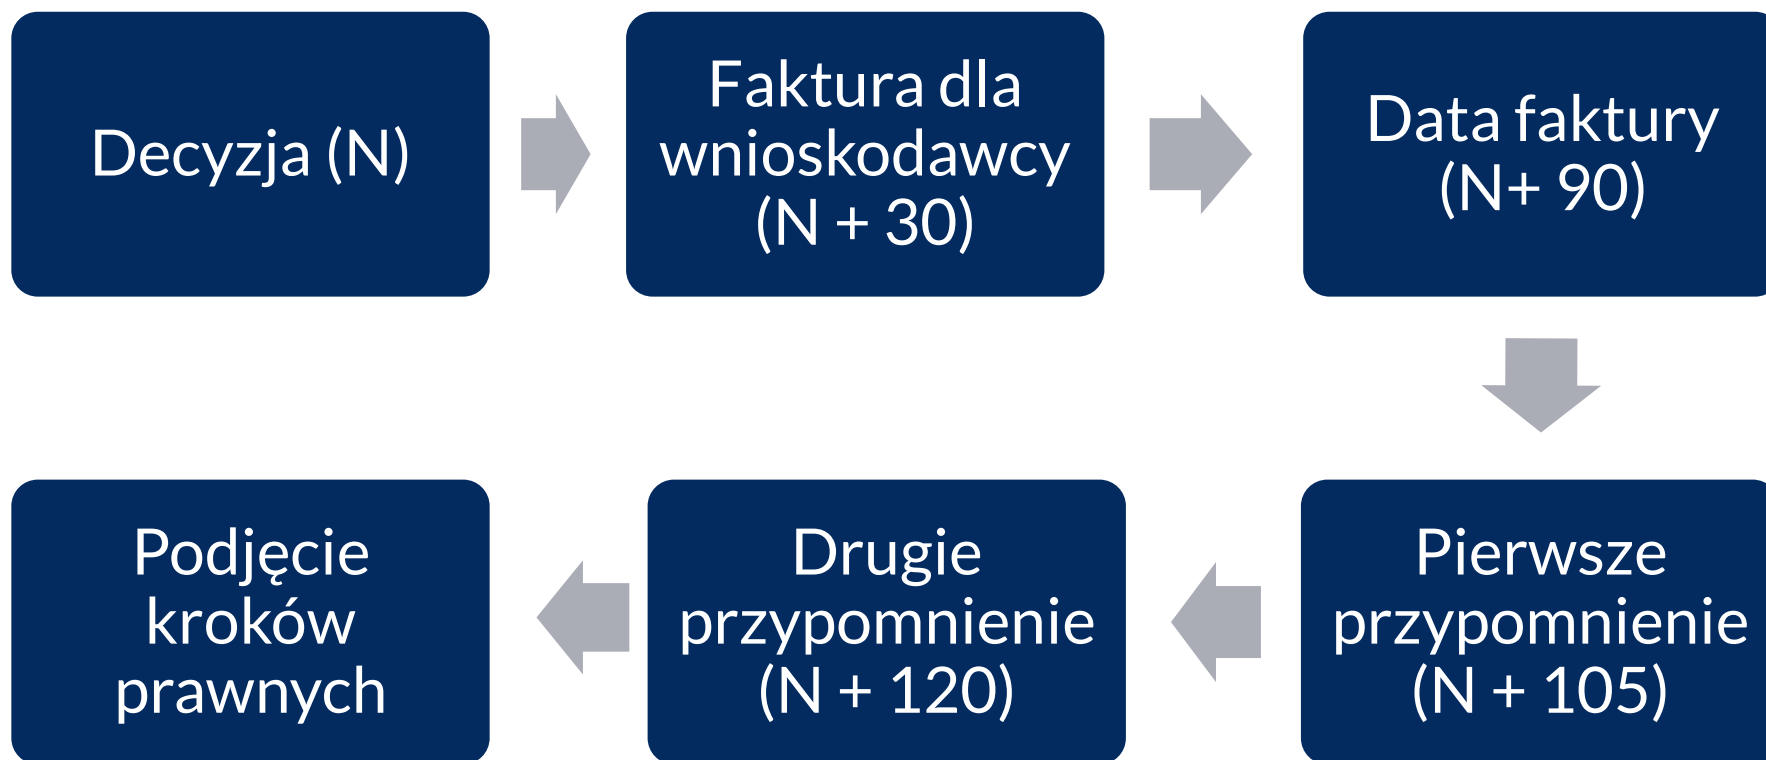 Decyzja (N)
Faktura dla
wnioskodawcy
(N + 30)
Data faktury
(N+ 90)
Pierwsze
przypomnienie
(N + 105)
Drugie
przypomnienie
(N + 120)
Podjęcie
kroków
prawnych